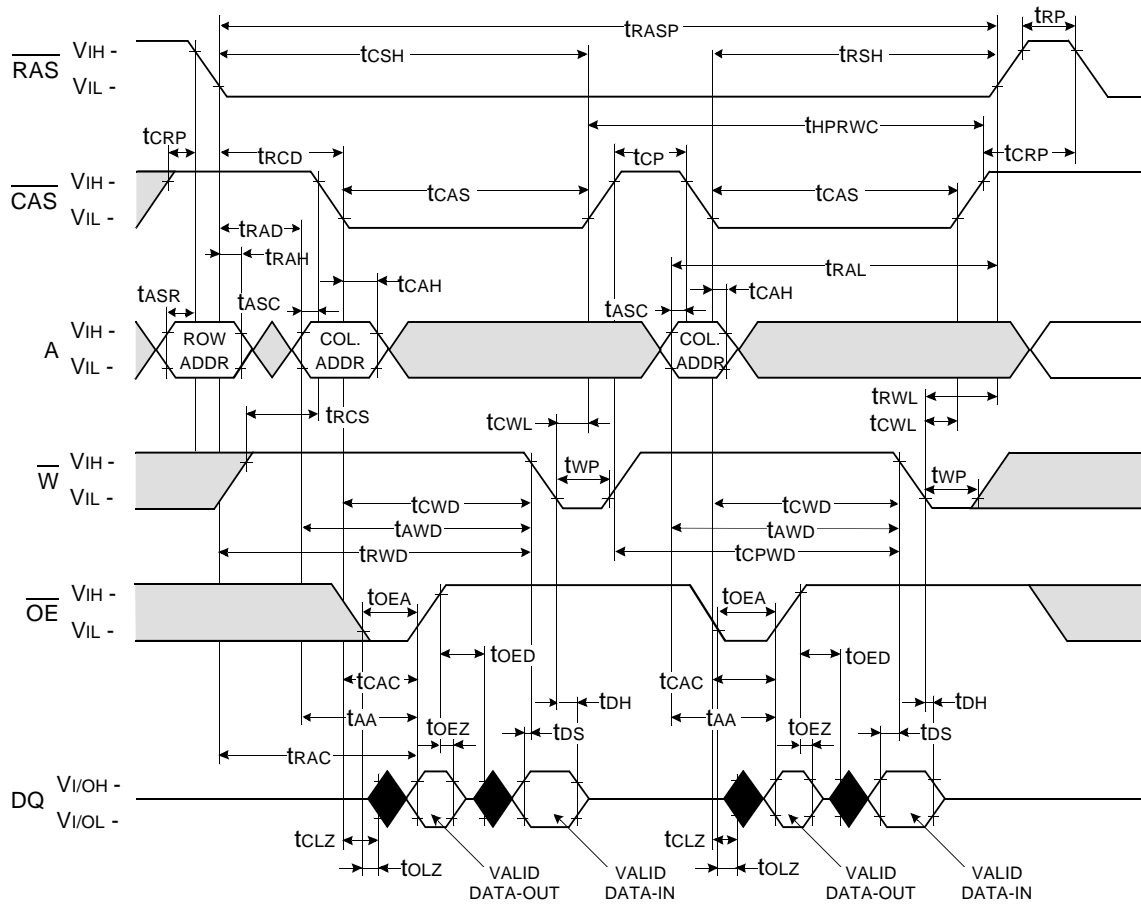 tRP
tRASP
RAS
VIH -
VIL -
tCSH
tRSH
tHPRWC
tCRP
tRCD
tCP
tCRP
CAS
VIH -
VIL -
tCAS
tCAS
tRAD
tRAH
tRAL
tASR
tASC
tCAH
tASC
tCAH
A
VIH -
VIL -
ROW
ADDR
COL.
ADDR
COL.
ADDR
tRWL
tRCS
tCWL
tCWL
W
VIH -
VIL -
tWP
tWP
tCWD
tCWD
tAWD
tAWD
tRWD
tCPWD
OE
VIH -
VIL -
tOEA
tOEA
tOED
tOED
tCAC
tCAC
tDH
tDH
tAA
tOEZ
tDS
tAA
tOEZ
tDS
tRAC
DQ
VI/OH -
VI/OL -
tCLZ
tCLZ
tOLZ
tOLZ
VALID
DATA-OUT
VALID
DATA-IN
VALID
DATA-OUT
VALID
DATA-IN